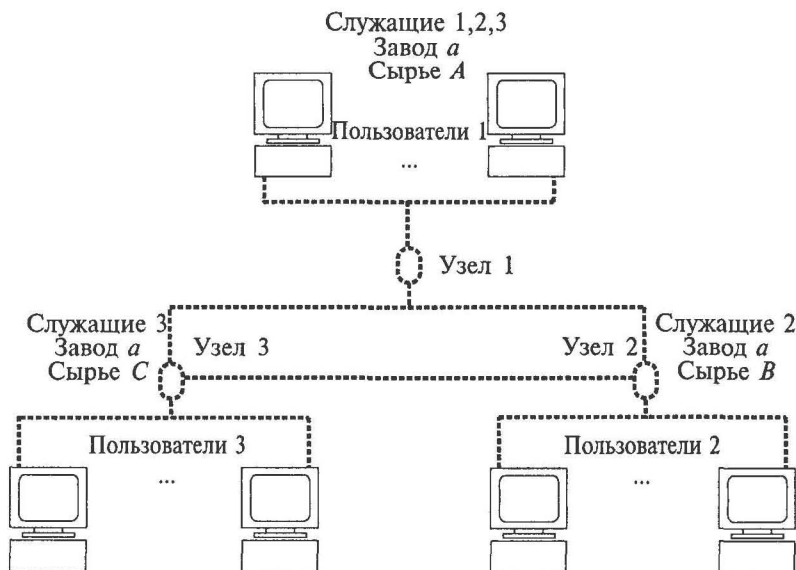 Служащие 1,2,3
Завод a
Сырье A
Пользователи 1
...
Узел 1
Служащие 3
Завод a
Сырье C
Узел 3
Узел 2
Служащие 2
Завод a
Сырье B
Пользователи 3
...
Пользователи 2
...